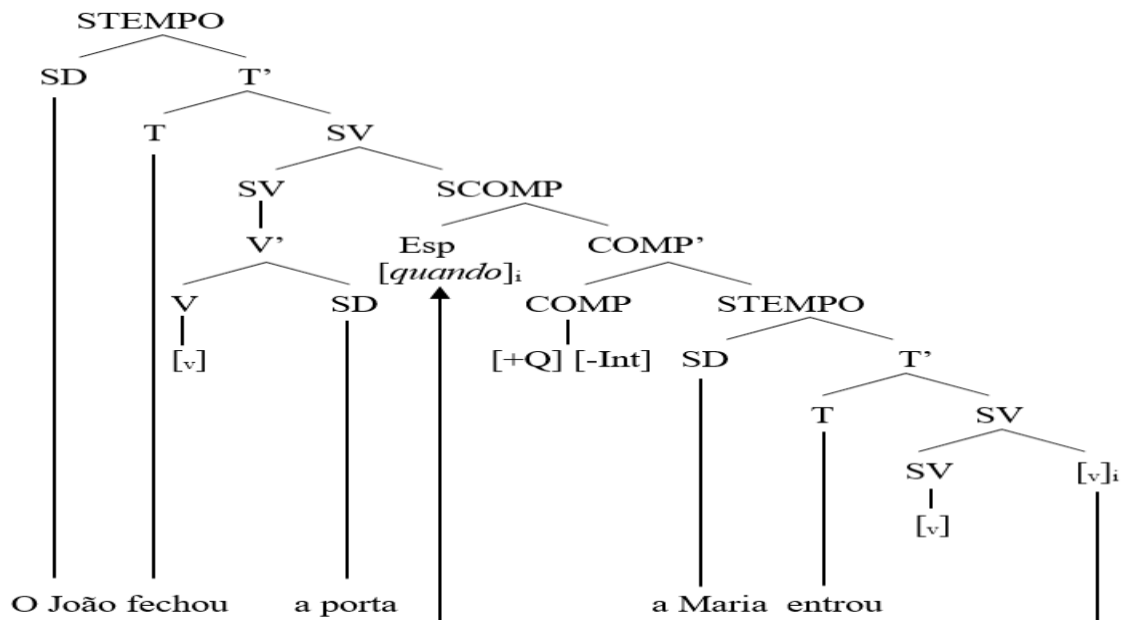 STEMPO
SD T’
T SV
SV SCOMP
V’ Esp COMP’
[quando]i
V SD COMP STEMPO
[v] [+Q] [-Int] SD T’
T SV
SV [v]i
[v]
O João fechou a porta a Maria entrou